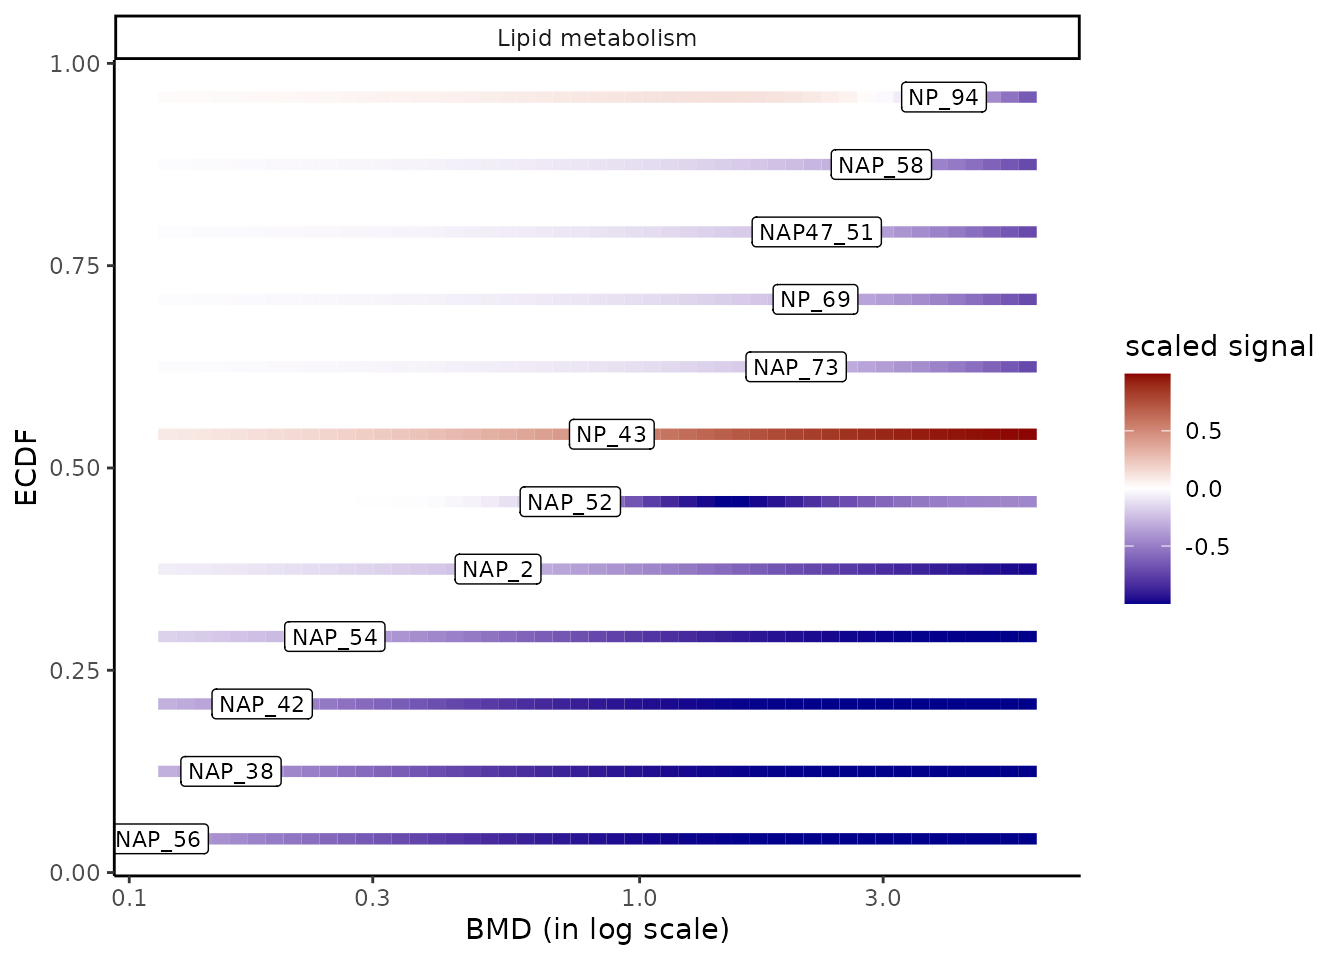 Lipid metabolism
1.00
NP_94
NAP_58
NAP47_51
0.75
NP_69
NAP_73
NP_43
0.50
NAP_52
NAP_2
NAP_54
0.25
NAP_42
NAP_38
NAP_56
0.00
ECDF
0.1 0.3 1.0 3.0
BMD (in log scale)
scaled signal
0.5
0.0
-0.5